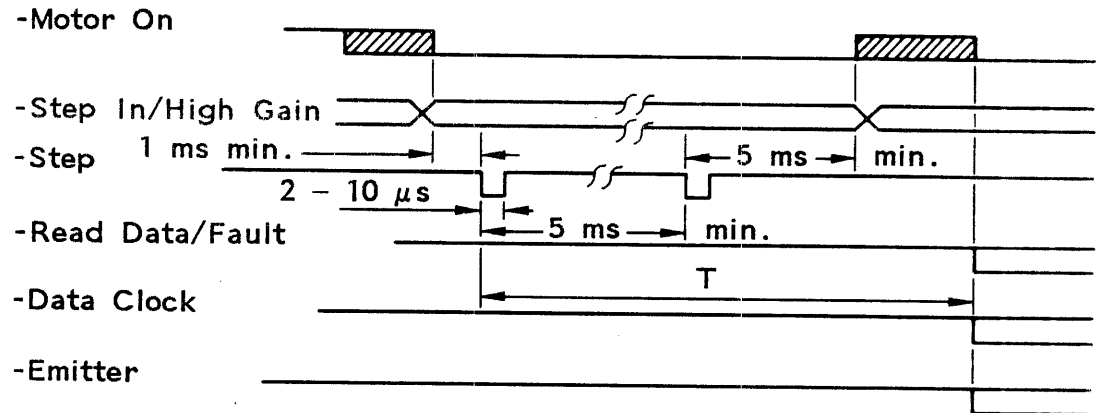 -Motor On
-Step In/High Gain
-Step
1 ms min.
5 ms min.
2 – 10 μs
-Read Data/Fault
5 ms min.
T
-Data Clock
-Emitter